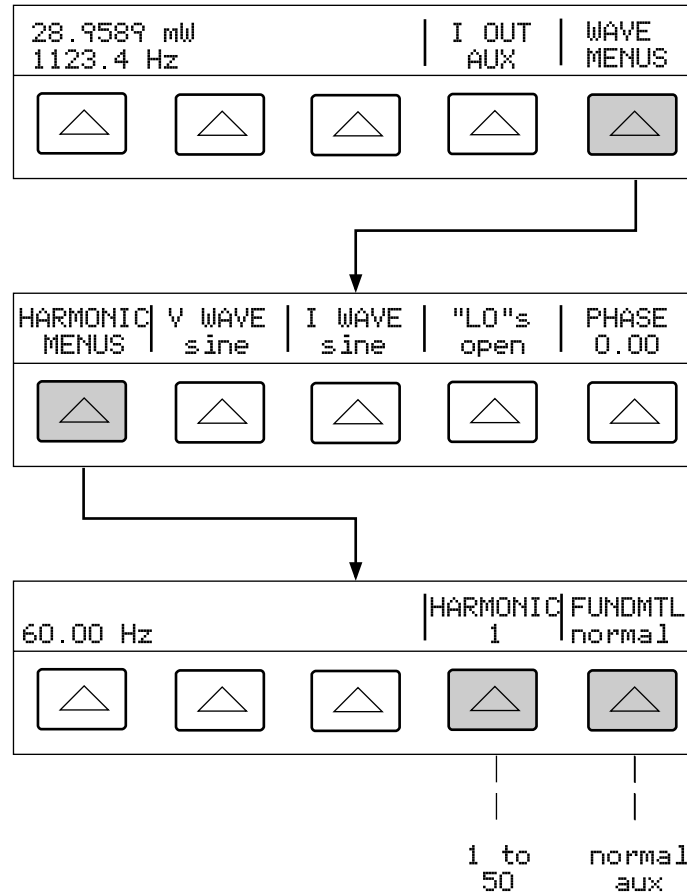 28.9589 mW
1123.4 Hz
I OUT
AUX
WAVE
MENUS
HARMONIC
MENUS
V WAVE
sine
I WAVE
sine
"LO"s
open
PHASE
0.00
60.00 Hz
HARMONIC
1
FUNDMTL
normal
1 to
50
normal
aux